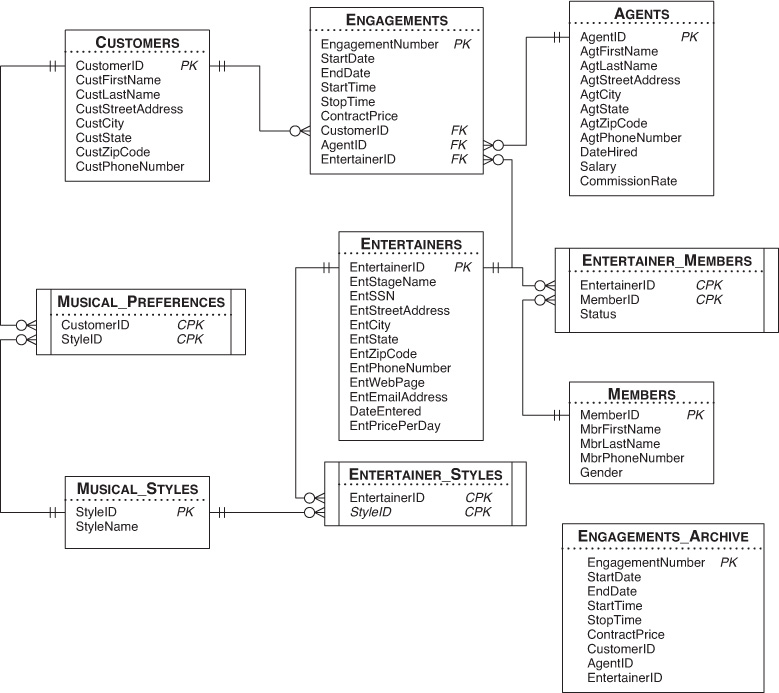 CUSTOMERS
CustomerID PK
CustFirstName
CustLastName
CustStreetAddress
CustCity
CustState
CustZipCode
CustPhoneNumber
ENGAGEMENTS
EngagementNumber PK
StartDate
EndDate
StartTime
StopTime
ContractPrice
CustomerID FK
AgentID FK
EntertainerID FK
AGENTS
AgentID PK
AgtFirstName
AgtLastName
AgtStreetAddress
AgtCity
AgtState
AgtZipCode
AgtPhoneNumber
DateHired
Salary
CommissionRate
MUSICAL_PREFERENCES
CustomerID CPK
StyleID CPK
ENTERTAINERS
EntertainerID PK
EntStageName
EntSSN
EntStreetAddress
EntCity
EntState
EntZipCode
EntPhoneNumber
EntWebPage
EntEmailAddress
DateEntered
EntPricePerDay
ENTERTAINER_MEMBERS
EntertainerID CPK
MemberID CPK
Status
MEMBERS
MemberID PK
MbrFirstName
MbrLastName
MbrPhoneNumber
Gender
MUSICAL_STYLES
StyleID PK
StyleName
ENTERTAINER_STYLES
EntertainerID CPK
StyleID CPK
ENGAGEMENTS_ARCHIVE
EngagementNumber PK
StartDate
EndDate
StartTime
StopTime
ContractPrice
CustomerID
AgentID
EntertainerID